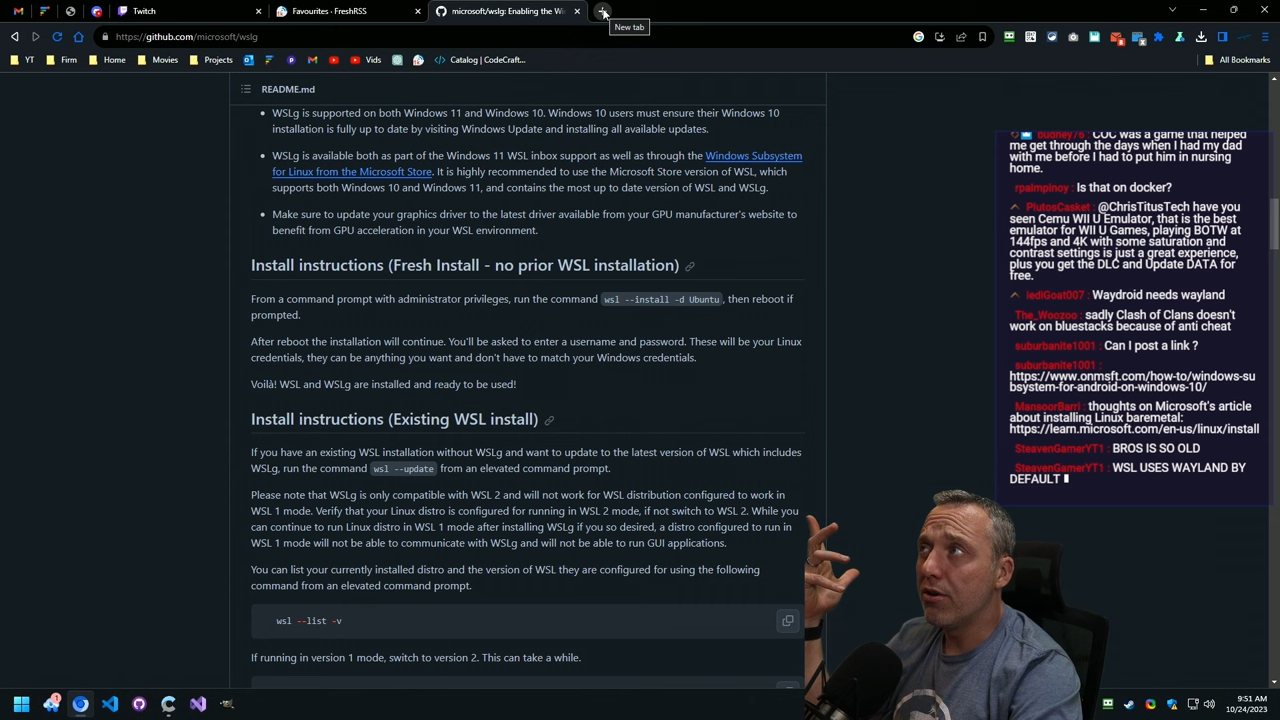 Twitch
Favourites · FreshRSS
microsoft/wslg: Enabling the Wi
New tab
https://github.com/microsoft/wslg
YT
Firm
Home
Movies
Projects
Vids
Catalog | CodeCraft...
All Bookmarks
README.md
WSLg is supported on both Windows 11 and Windows 10. Windows 10 users must ensure their Windows 10
installation is fully up to date by visiting Windows Update and installing all available updates.
WSLg is available both as part of the Windows 11 WSL inbox support as well as through the Windows Subsystem
for Linux from the Microsoft Store. It is highly recommended to use the Microsoft Store version of WSL, which
supports both Windows 10 and Windows 11, and contains the most up to date version of WSL and WSLg.
Make sure to update your graphics driver to the latest driver available from your GPU manufacturer's website to
benefit from GPU acceleration in your WSL environment.
Install instructions (Fresh Install - no prior WSL installation)
From a command prompt with administrator privileges, run the command wsl --install -d Ubuntu, then reboot if
prompted.
After reboot the installation will continue. You'll be asked to enter a username and password. These will be your Linux
credentials, they can be anything you want and don't have to match your Windows credentials.
Voilà! WSL and WSLg are installed and ready to be used!
Install instructions (Existing WSL install)
If you have an existing WSL installation without WSLg and want to update to the latest version of WSL which includes
WSLg, run the command wsl --update from an elevated command prompt.
Please note that WSLg is only compatible with WSL 2 and will not work for WSL distribution configured to work in
WSL 1 mode. Verify that your Linux distro is configured for running in WSL 2 mode, if not switch to WSL 2. While you
can continue to run Linux distro in WSL 1 mode after installing WSLg if you so desired, a distro configured to run in
WSL 1 mode will not be able to communicate with WSLg and will not be able to run GUI applications.
You can list your currently installed distro and the version of WSL they are configured for using the following
command from an elevated command prompt.
wsl --list -v
If running in version 1 mode, switch to version 2. This can take a while.
budney76 : COC was a game that helped
me get through the days when I had my dad
with me before I had to put him in nursing
home.
rpalmpinoy : Is that on docker?
PlutosCasket : @ChrisTitusTech have you
seen Cemu WII U Emulator, that is the best
emulator for WII U Games, playing BOTW at
144fps and 4K with some saturation and
contrast settings is just a great experience,
plus you get the DLC and Update DATA for
free.
iediGoat007 : Waydroid needs wayland
The_Woozoo : sadly Clash of Clans doesn't
work on bluestacks because of anti cheat
suburbanite1001 : Can I post a link ?
suburbanite1001 :
https://www.onmsft.com/how-to/windows-su
bsystem-for-android-on-windows-10/
MansoorBarri : thoughts on Microsoft's article
about installing Linux baremetal:
https://learn.microsoft.com/en-us/linux/install
SteavenGamerYT1 : BROS IS SO OLD
SteavenGamerYT1 : WSL USES WAYLAND BY
DEFAULT
9:51 AM
10/24/2023